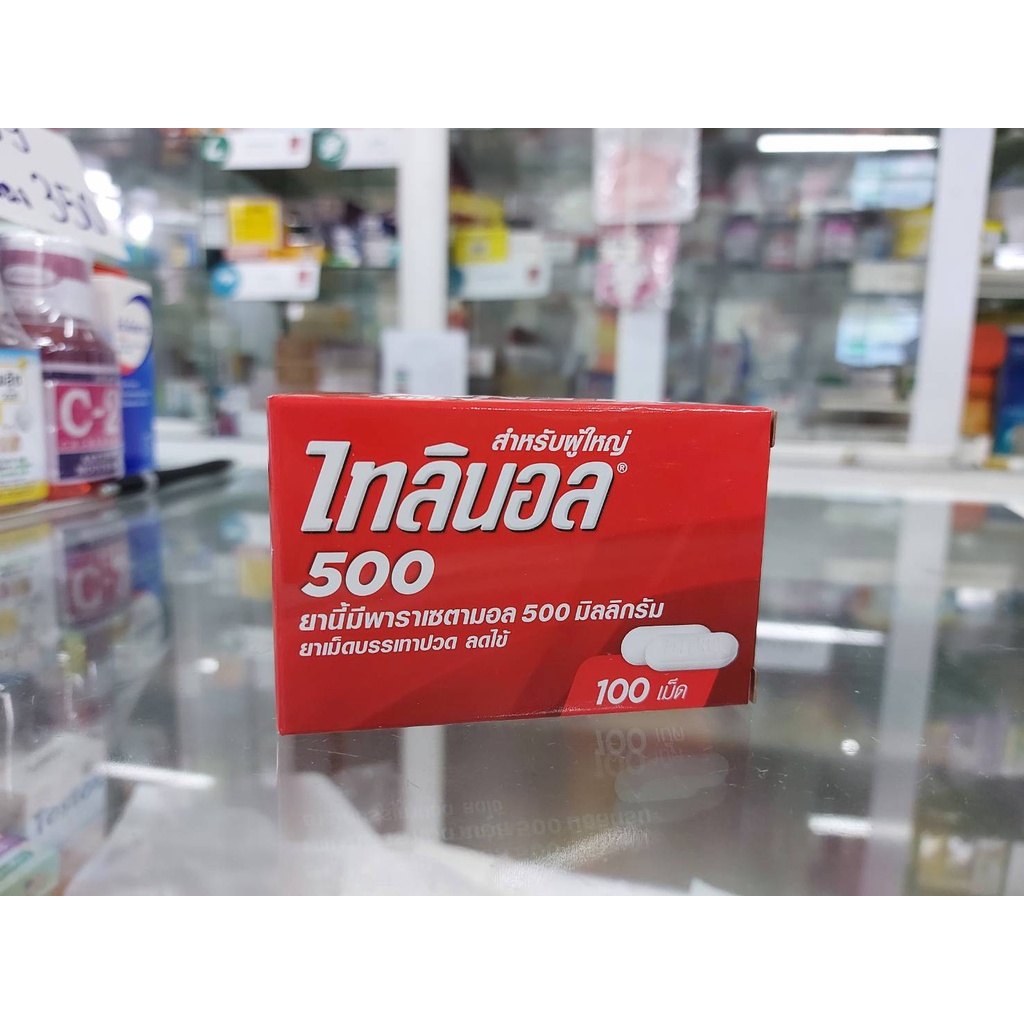 สำหรับผู้ใหญ่
ไทลินอล®
500
ยานี้มีพาราเซตามอล 500 มิลลิกรัม
ยาเม็ดบรรเทาปวด ลดไข้
100 เม็ด
350
C-2